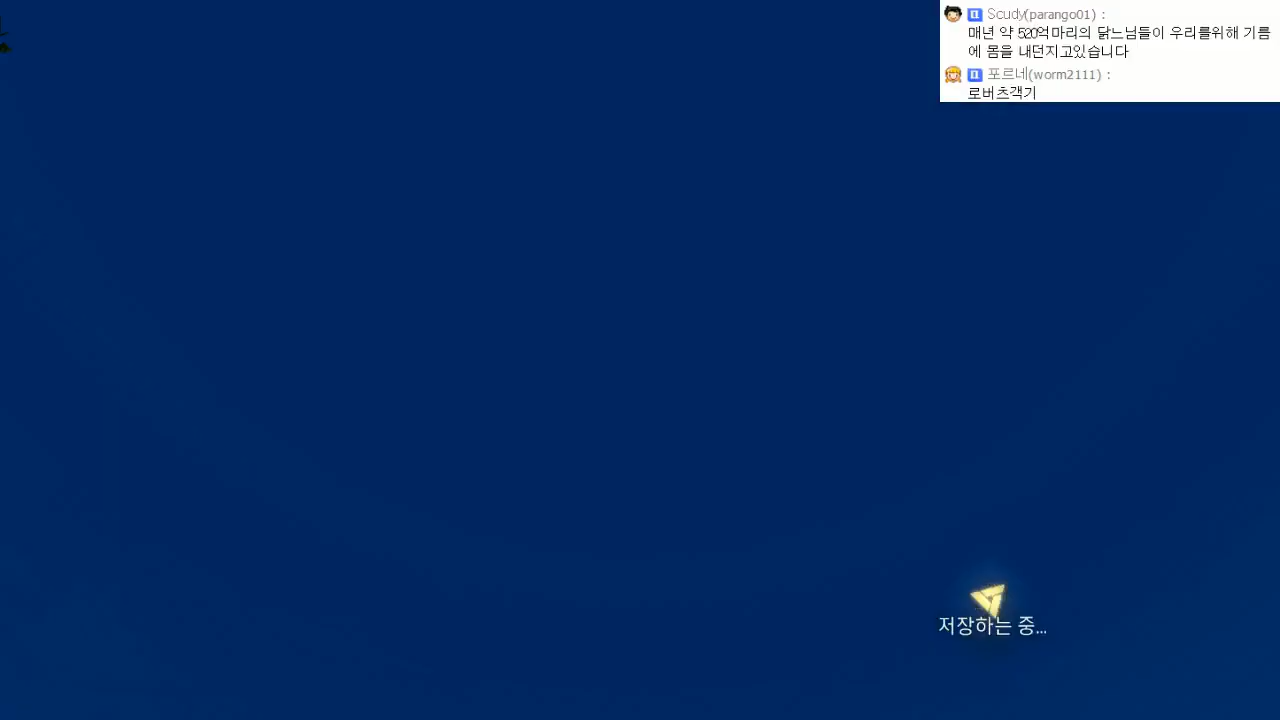 Scudy(parango01) :
매년 약 520억마리의 닭느님들이 우리를위해 기름
에 몸을 내던지고있습니다
포르네(worm2111) :
로버츠객기
저장하는 중...